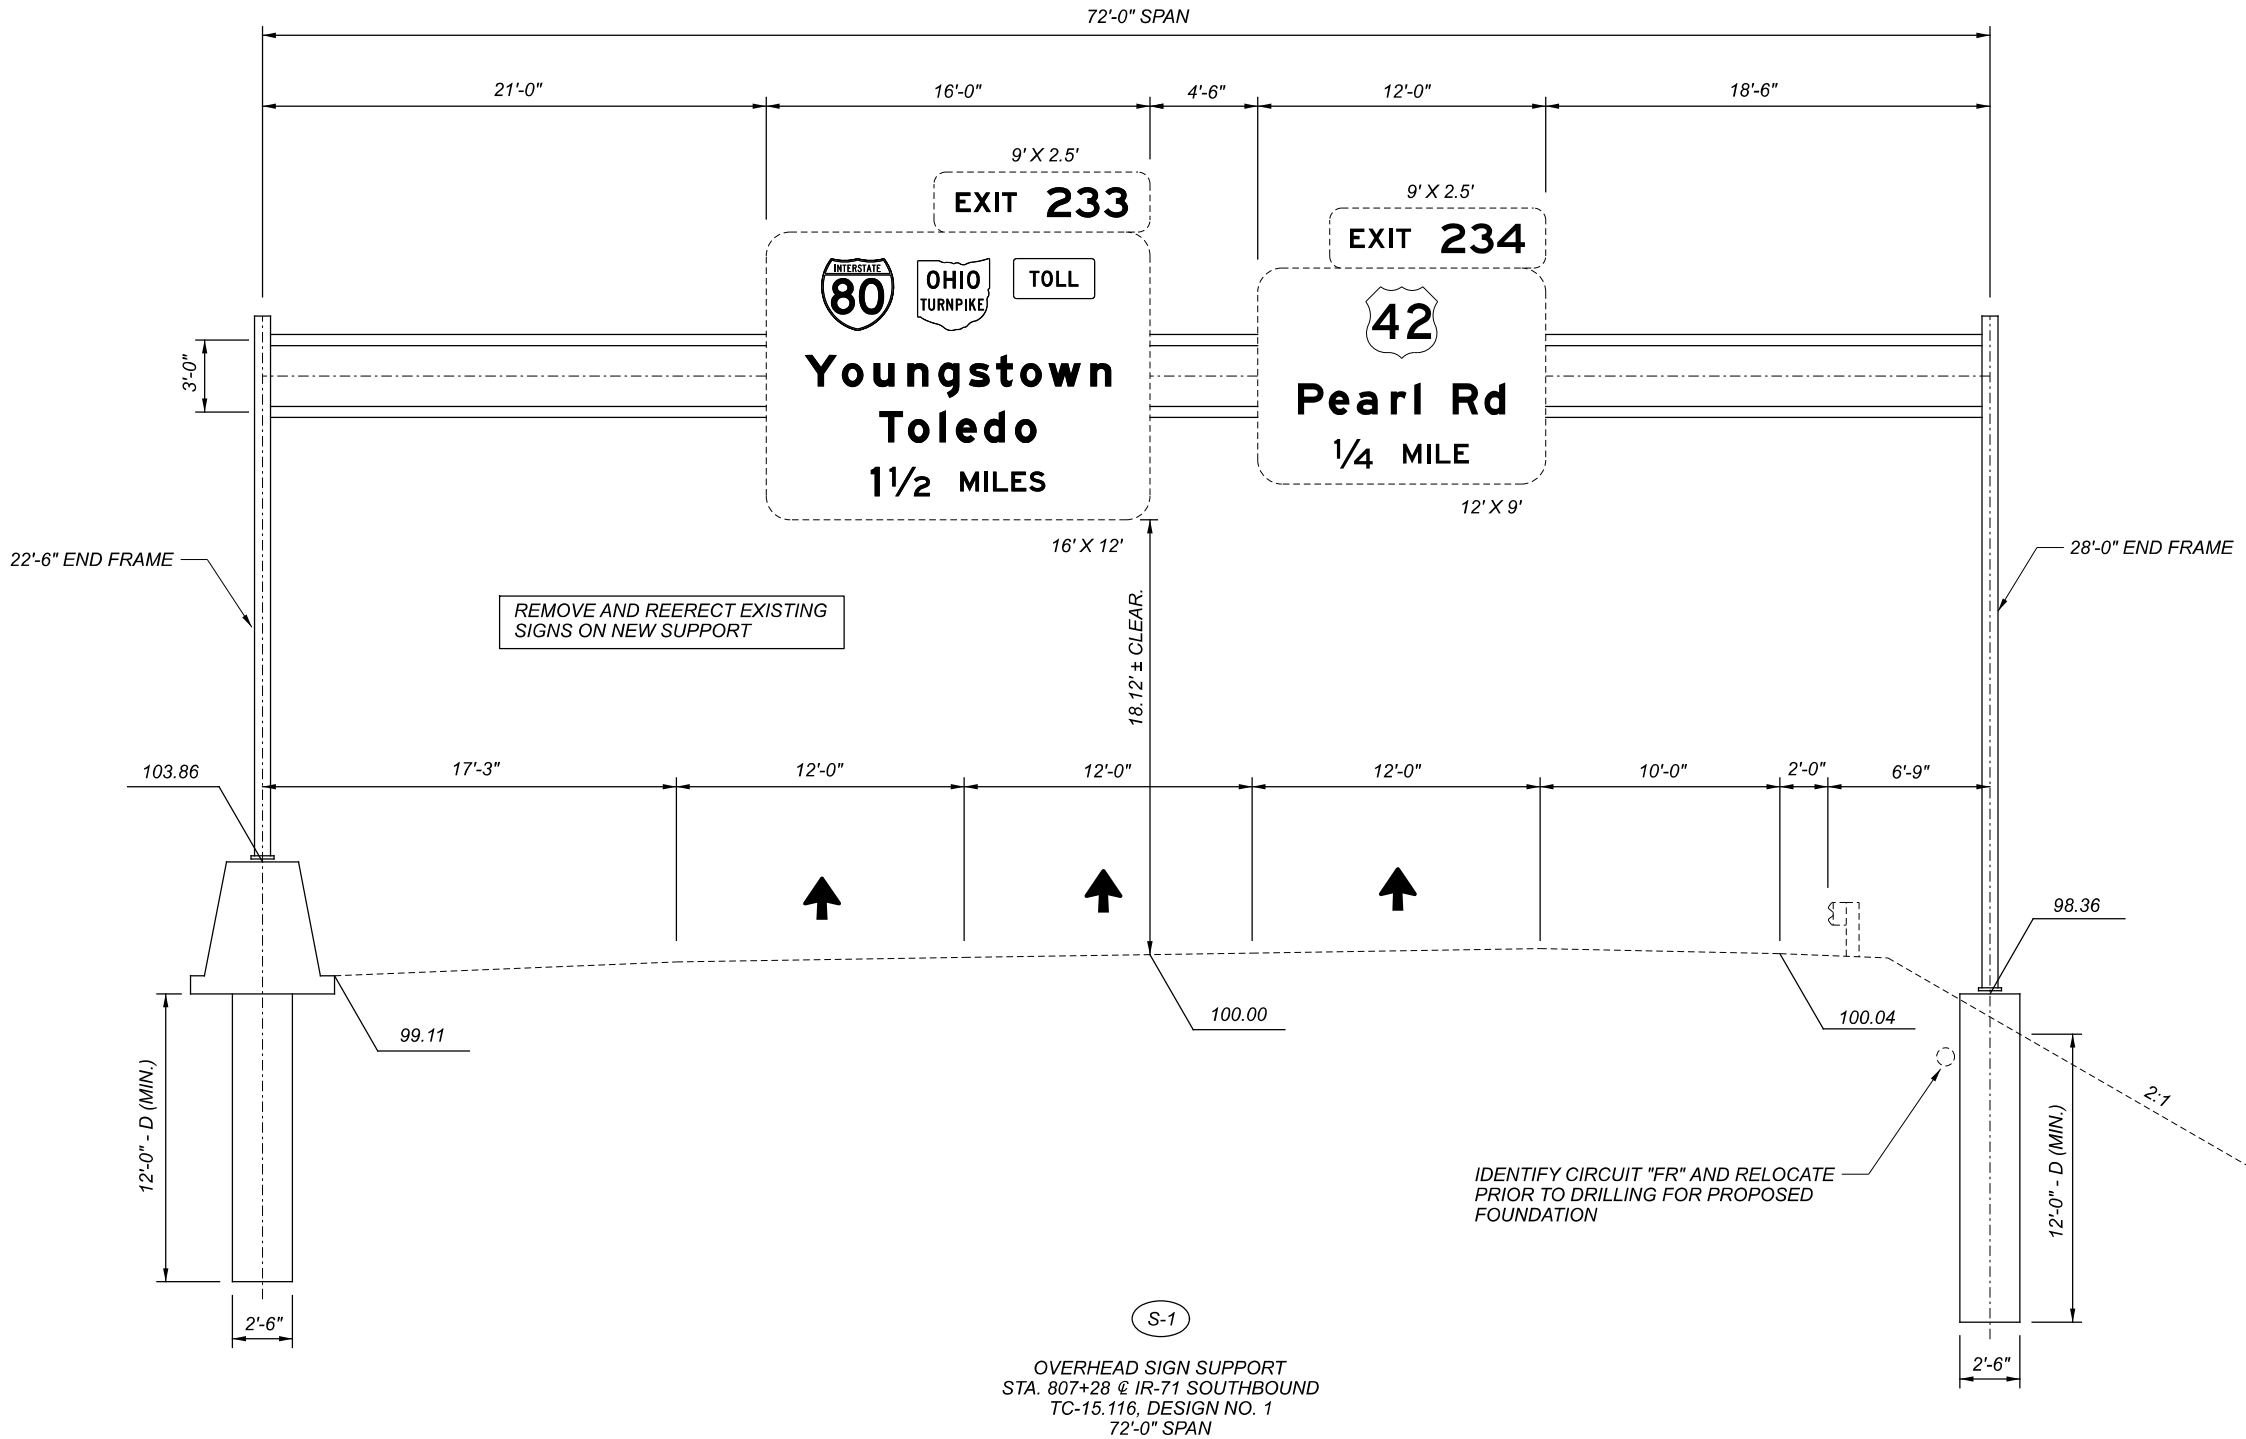 72'-0" SPAN
21'-0"
16'-0"
4'-6"
12'-0"
18'-6"
9' X 2.5'
EXIT 233
9' X 2.5'
EXIT 234
INTERSTATE
80
OHIO
TURNPIKE
TOLL
Youngstown
Toledo
1 1/2 MILES
42
Pearl Rd
1/4 MILE
3'-0"
12' X 9'
16' X 12'
22'-6" END FRAME
28'-0" END FRAME
REMOVE AND REERECT EXISTING
SIGNS ON NEW SUPPORT
18.12' ± CLEAR.
103.86
17'-3"
12'-0"
12'-0"
12'-0"
10'-0"
2'-0"
6'-9"
98.36
99.11
100.00
100.04
12'-0" - D (MIN.)
2:1
12'-0" - D (MIN.)
IDENTIFY CIRCUIT "FR" AND RELOCATE
PRIOR TO DRILLING FOR PROPOSED
FOUNDATION
2'-6"
2'-6"
S-1
OVERHEAD SIGN SUPPORT
STA. 807+28 ℄ IR-71 SOUTHBOUND
TC-15.116, DESIGN NO. 1
72'-0" SPAN